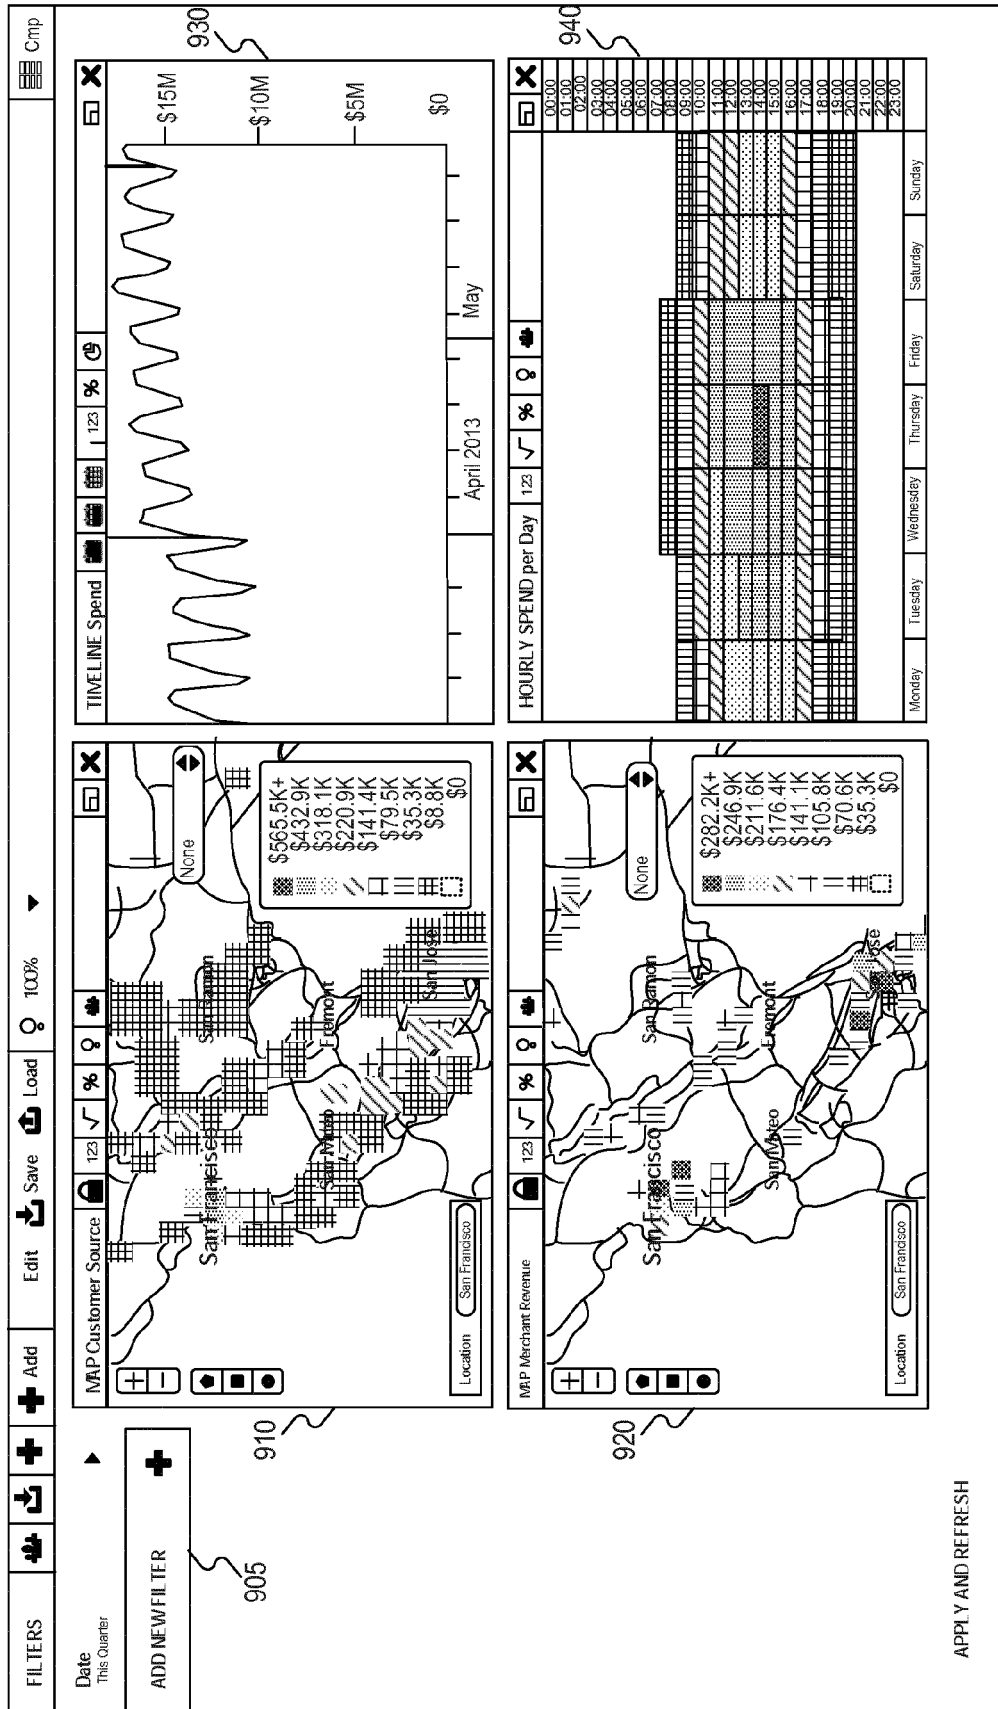 FILTERS
Add
Edit
Save
Load
100%
Cmp
Date
This Quarter
ADD NEW FILTER
905
APPLY AND REFRESH
MAP Customer Source
123
%
None
$565.5K+
$432.9K
$318.1K
$220.9K
$141.4K
$79.5K
$35.3K
$8.8K
$0
San Francisco
San Ramon
San Mateo
Fremont
San Jose
Location
San Francisco
910
TIMELINE Spend
123
%
$15M
$10M
$5M
$0
April 2013
May
930
MAP Merchant Revenue
123
%
None
$282.2K+
$246.9K
$211.6K
$176.4K
$141.1K
$105.8K
$70.6K
$35.3K
$0
San Francisco
San Ramon
San Mateo
Fremont
Jose
Location
San Francisco
920
HOURLY SPEND per Day
123
%
00:00
01:00
02:00
03:00
04:00
05:00
06:00
07:00
08:00
09:00
10:00
11:00
12:00
13:00
14:00
15:00
16:00
17:00
18:00
19:00
20:00
21:00
22:00
23:00
Monday
Tuesday
Wednesday
Thursday
Friday
Saturday
Sunday
940